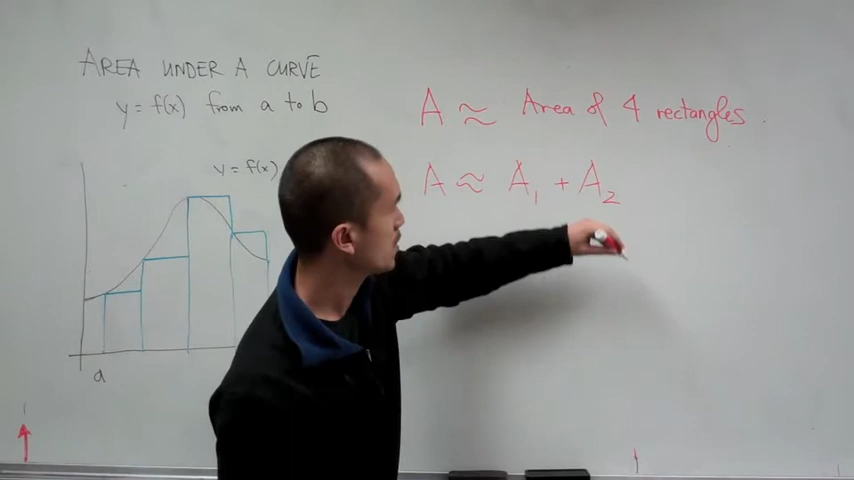 AREA UNDER A CURVE
y = f(x) from a to b
A ≈ Area of 4 rectangles.
y = f(x)
A ≈ A₁ + A₂
a